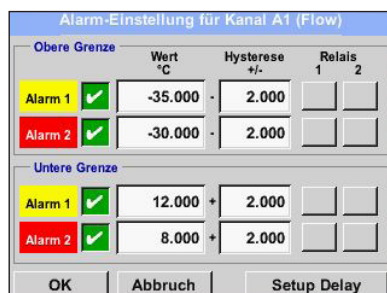 Alarm-Einstellung für Kanal A1 (Flow)
Obere Grenze
Wert Hysterese Relais
°C +/- 1 2
Alarm 1 -35.000 - 2.000
Alarm 2 -30.000 - 2.000
Untere Grenze
Alarm 1 12.000 + 2.000
Alarm 2 8.000 + 2.000
OK Abbruch Setup Delay